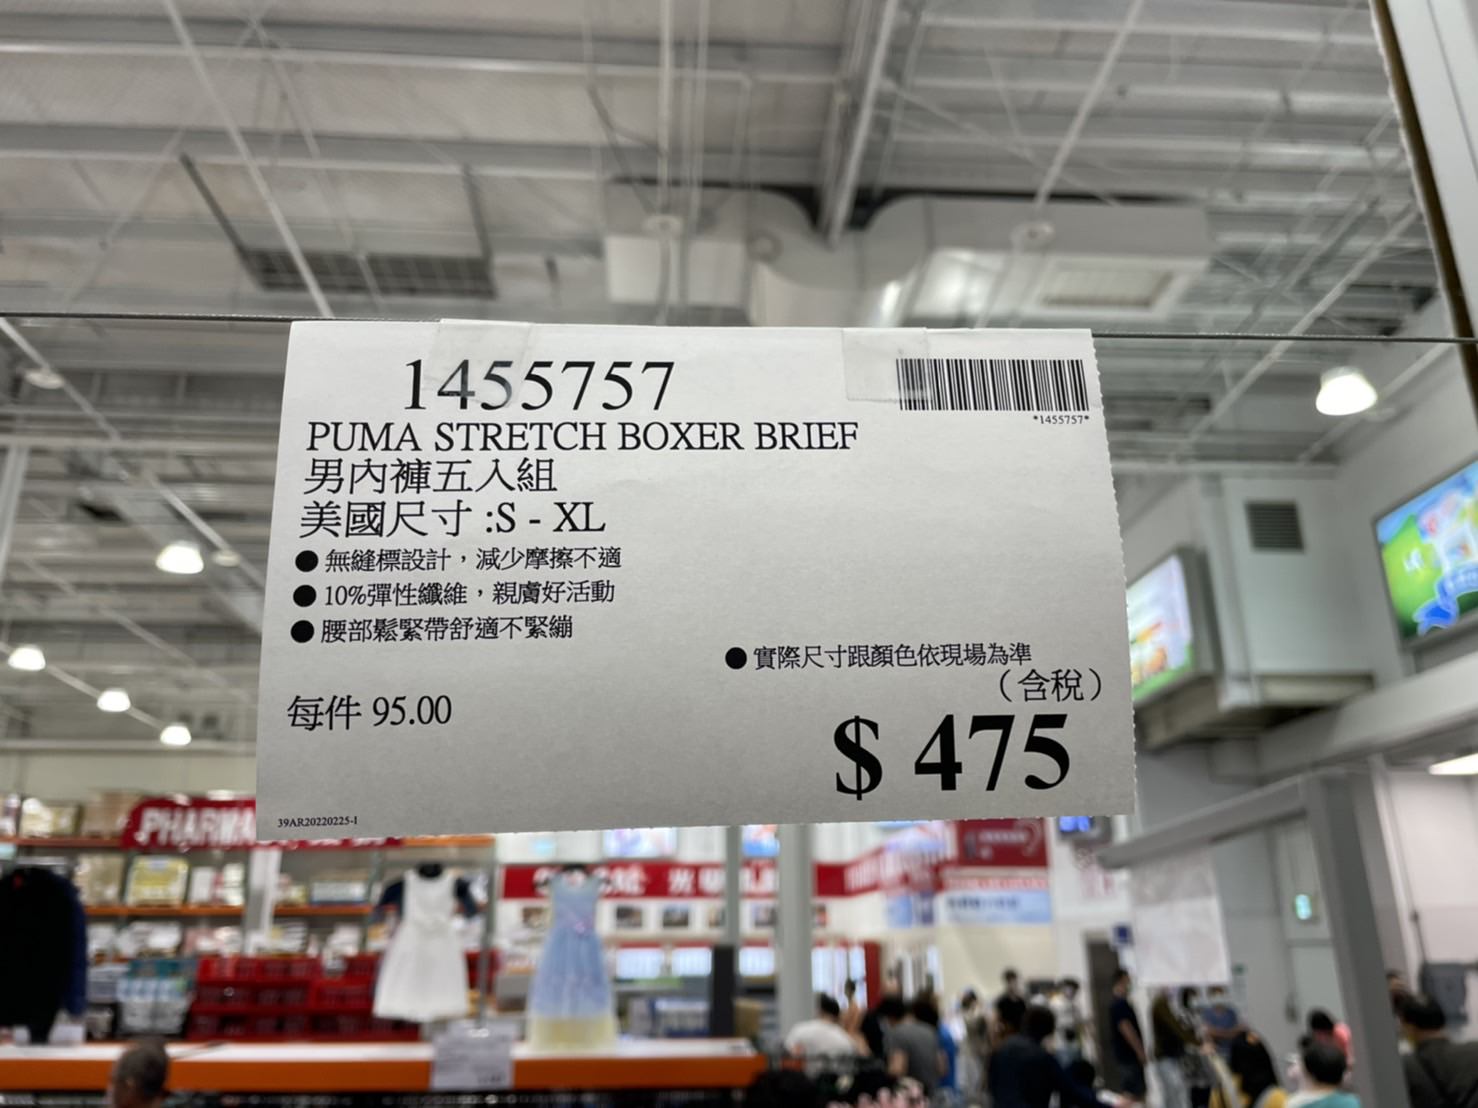 1455757
*1455757*
PUMA STRETCH BOXER BRIEF
男內褲五入組
美國尺寸 :S - XL
●無縫標設計，減少摩擦不適
●10%彈性纖維，親膚好活動
●腰部鬆緊帶舒適不緊繃
●實際尺寸跟顏色依現場為準
（含稅）
每件 95.00
$ 475
39AR20220225-1